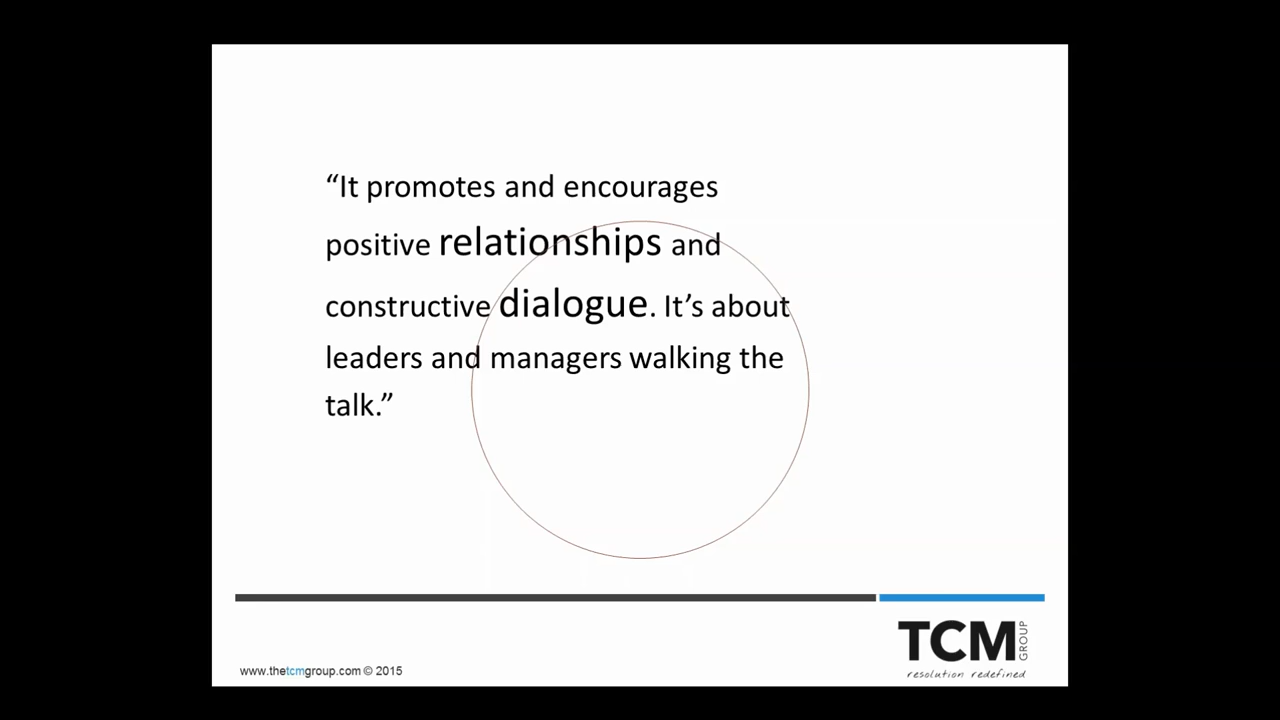 “It promotes and encourages
positive relationships and
constructive dialogue. It’s about
leaders and managers walking the
talk.”
TCM GROUP
resolution redefined
www.thetcmgroup.com © 2015